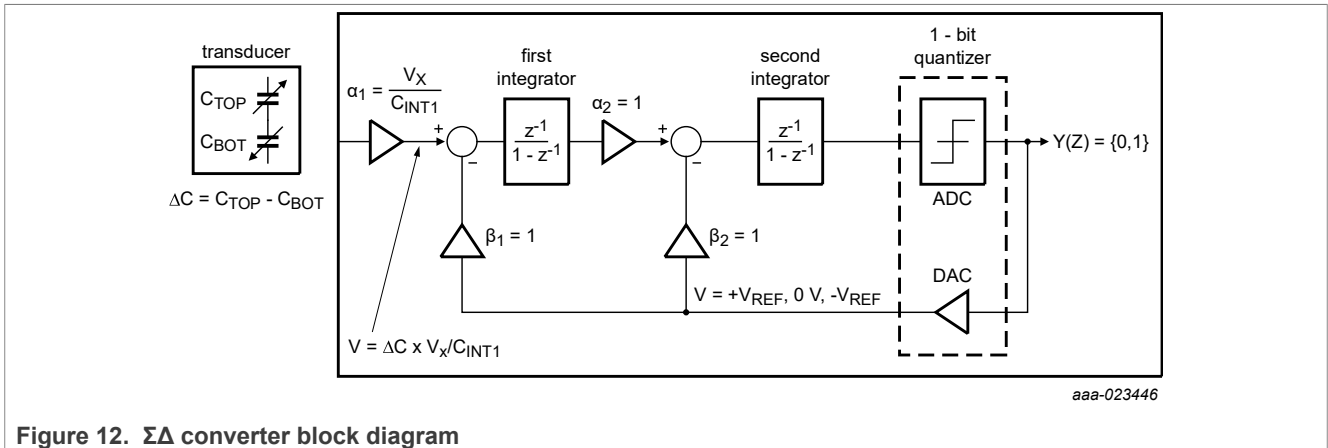 transducer
C_TOP
C_BOT
ΔC = C_TOP - C_BOT
α₁ = V_X / C_INT1
first
integrator
z⁻¹
1 - z⁻¹
α₂ = 1
second
integrator
z⁻¹
1 - z⁻¹
1 - bit
quantizer
ADC
Y(Z) = {0,1}
+
−
+
−
β₁ = 1
β₂ = 1
DAC
V = +V_REF, 0 V, -V_REF
V = ΔC x V_x/C_INT1
aaa-023446
Figure 12. ΣΔ converter block diagram